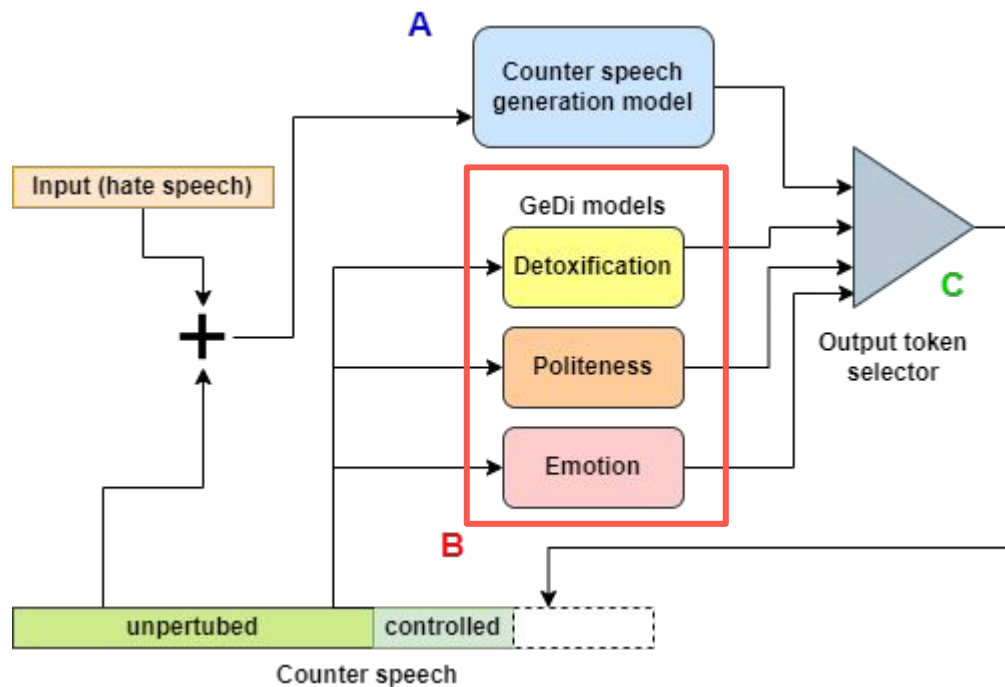 A
Counter speech
generation model
Input (hate speech)
GeDi models
Detoxification
Politeness
Emotion
B
C
Output token
selector
unpertubed
controlled
Counter speech